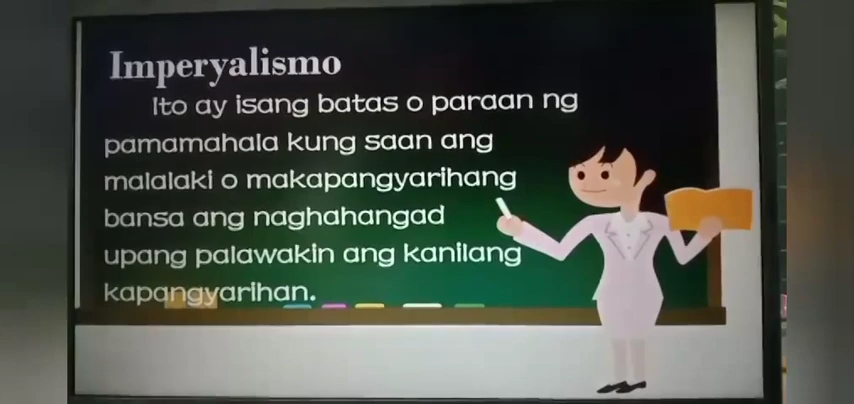 Imperyalismo
Ito ay isang batas o paraan ng
pamamahala kung saan ang
malalaki o makapangyarihang
bansa ang naghahangad
upang palawakin ang kanilang
kapangyarihan.